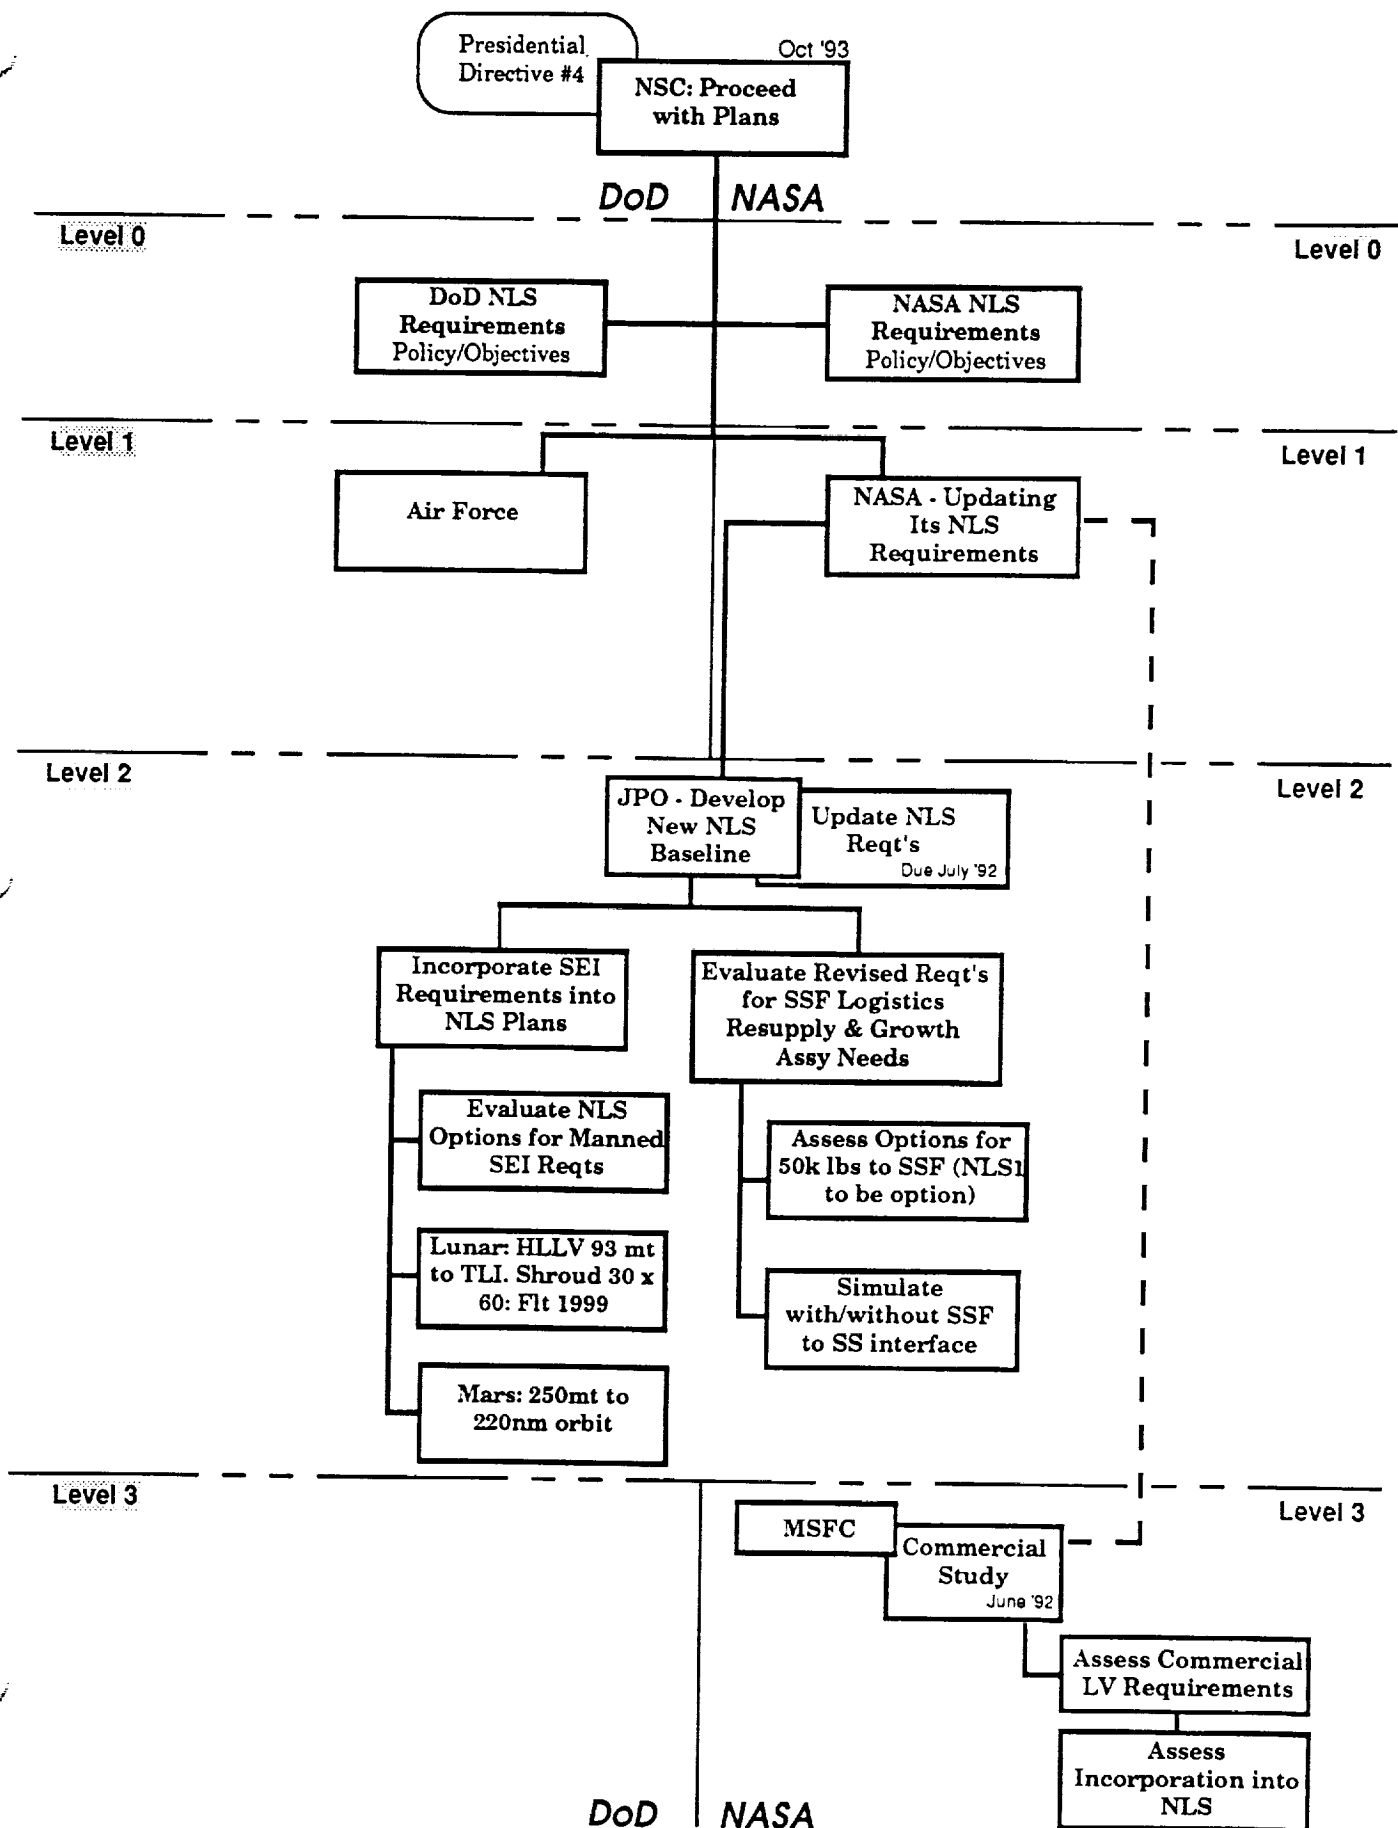 Presidential
Directive #4
Oct '93
NSC: Proceed
with Plans
DoD
NASA
Level 0
Level 0
DoD NLS
Requirements
Policy/Objectives
NASA NLS
Requirements
Policy/Objectives
Level 1
Level 1
Air Force
NASA - Updating
Its NLS
Requirements
Level 2
Level 2
JPO - Develop
New NLS
Baseline
Update NLS
Reqt's
Due July '92
Incorporate SEI
Requirements into
NLS Plans
Evaluate Revised Reqt's
for SSF Logistics
Resupply & Growth
Assy Needs
Evaluate NLS
Options for Manned
SEI Reqts
Assess Options for
50k lbs to SSF (NLS1
to be option)
Lunar: HLLV 93 mt
to TLI. Shroud 30 x
60: Flt 1999
Simulate
with/without SSF
to SS interface
Mars: 250mt to
220nm orbit
Level 3
Level 3
MSFC
Commercial
Study
June '92
Assess Commercial
LV Requirements
Assess
Incorporation into
NLS
DoD
NASA